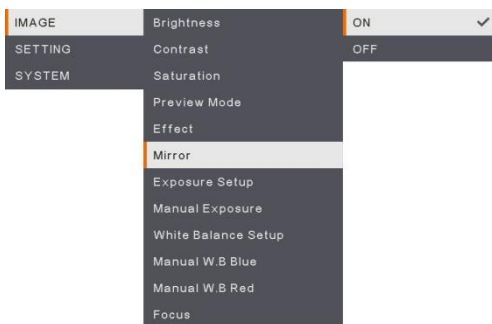 IMAGE
SETTING
SYSTEM
Brightness
Contrast
Saturation
Preview Mode
Effect
Mirror
Exposure Setup
Manual Exposure
White Balance Setup
Manual W.B Blue
Manual W.B Red
Focus
ON
OFF